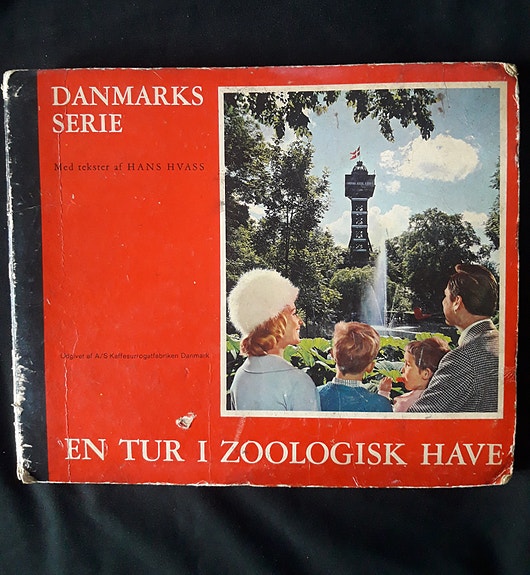 DANMARKS
SERIE
Med tekster af HANS HVASS
Udgivet af A/S Kaffesurrogatfabriken Danmark
EN TUR I ZOOLOGISK HAVE